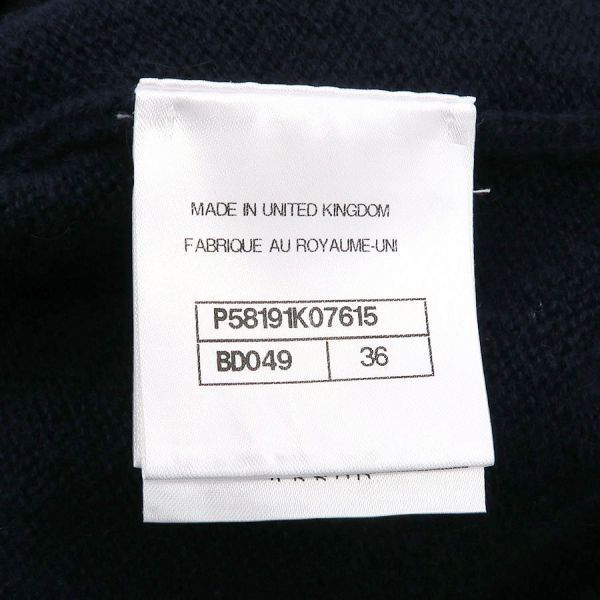 MADE IN UNITED KINGDOM
FABRIQUE AU ROYAUME-UNI
P58191K07615
BD049 36